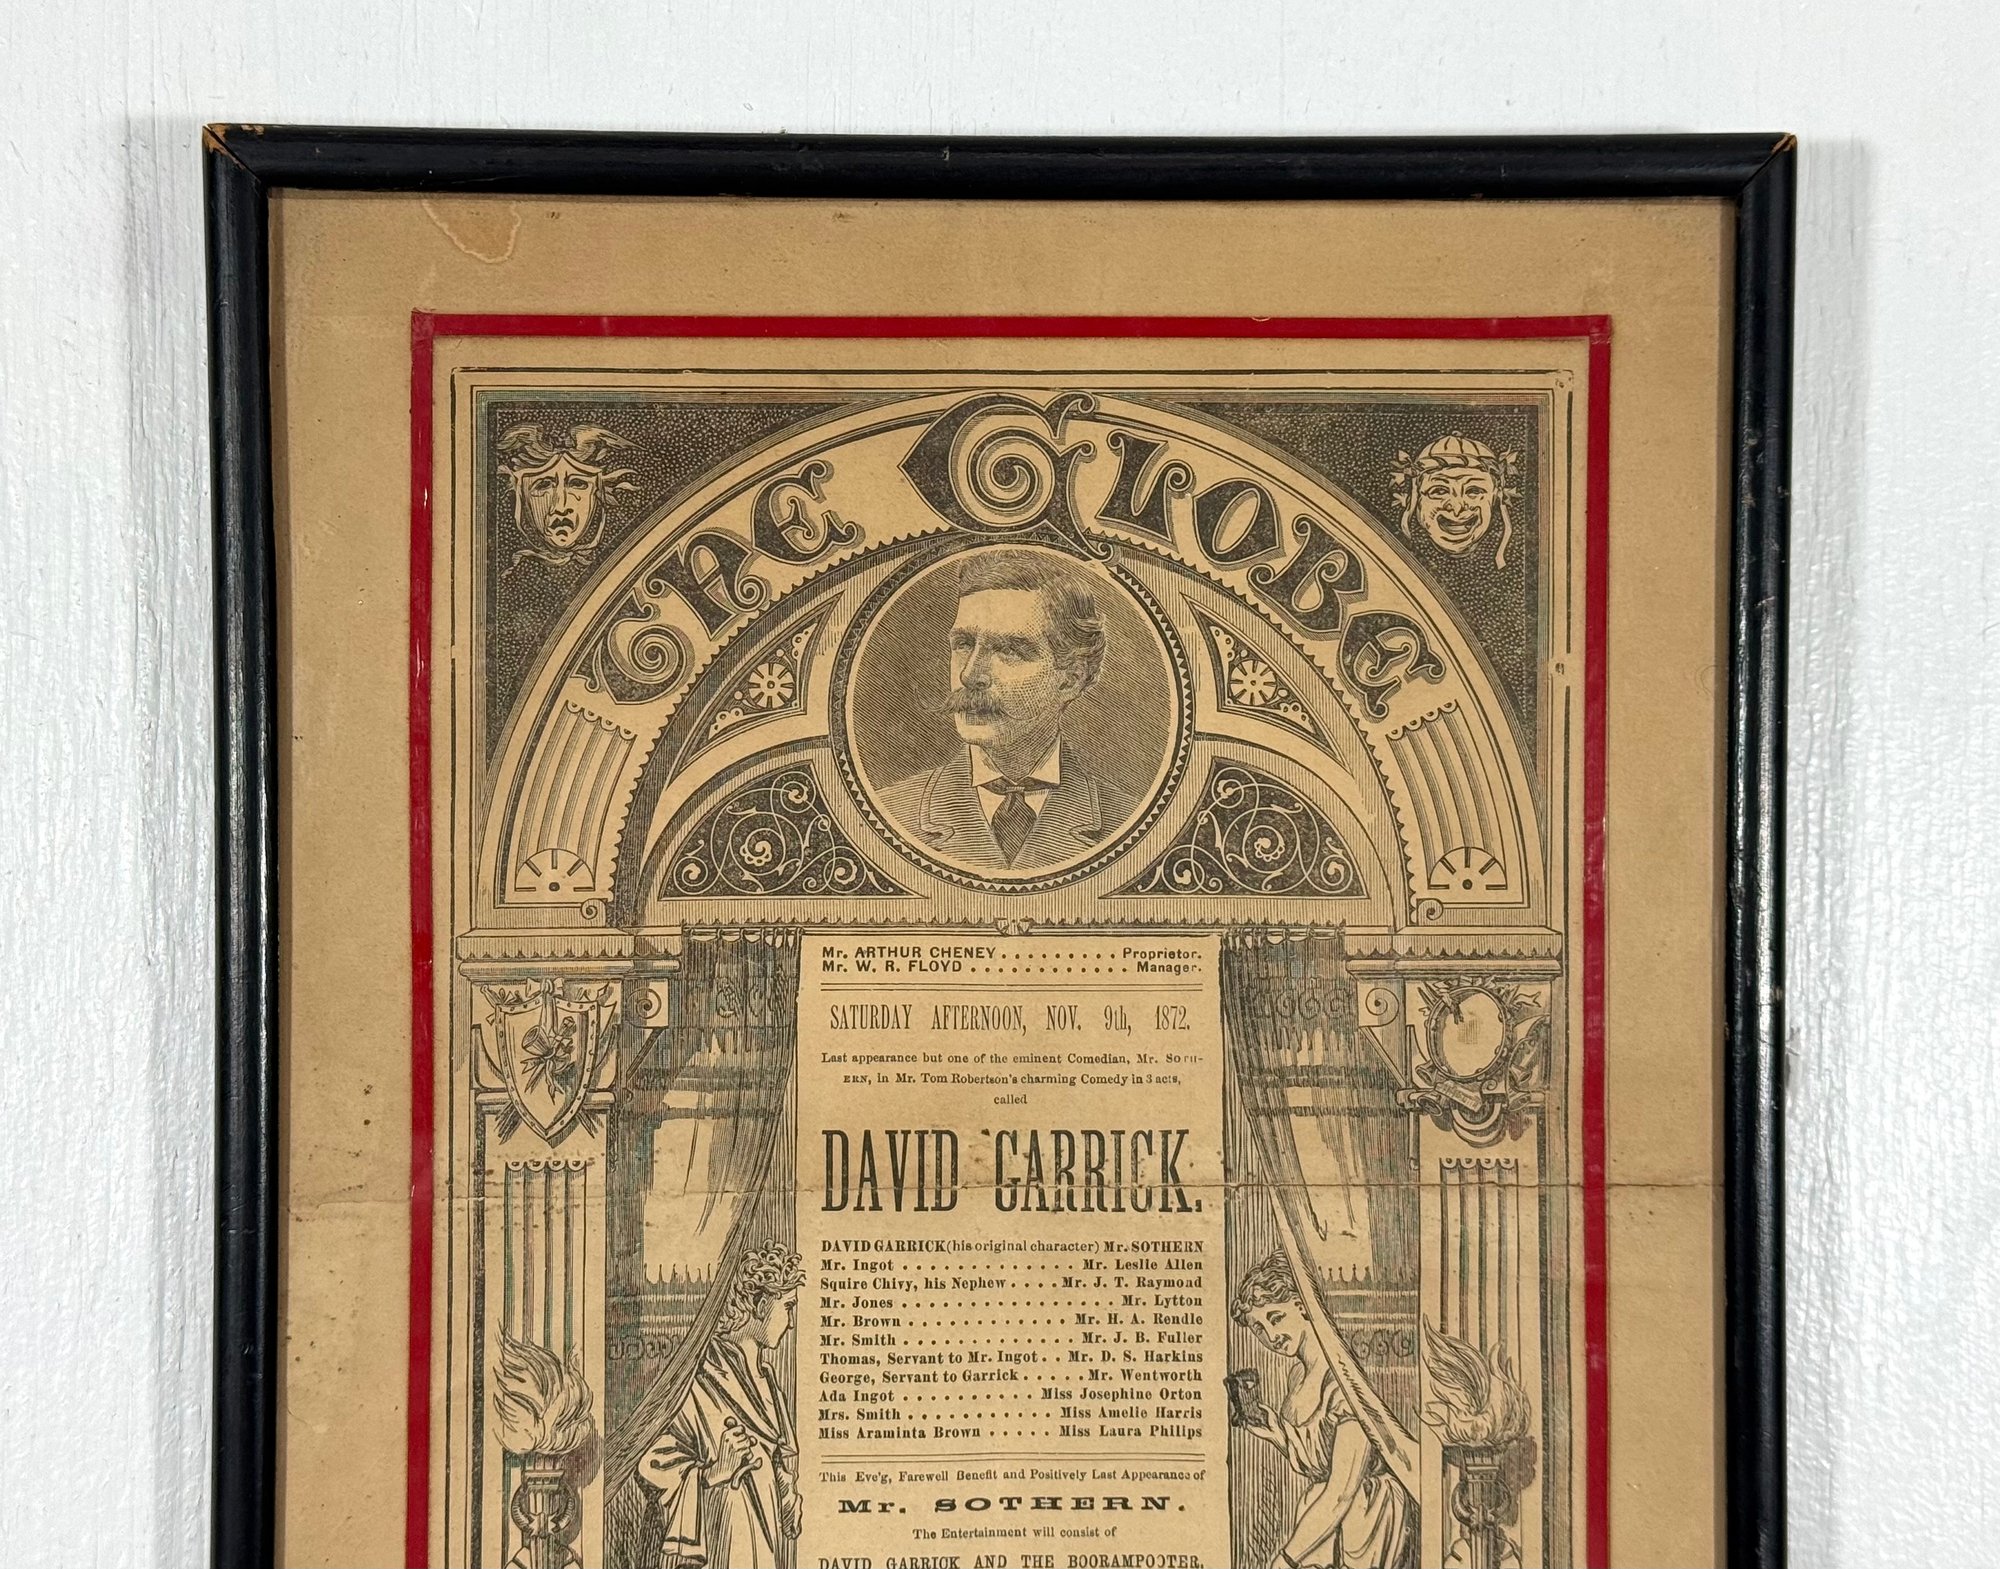 THE GLOBE
Mr. ARTHUR CHENEY . . . . . . . . . Proprietor.
Mr. W. R. FLOYD . . . . . . . . . . . . Manager.
SATURDAY AFTERNOON, NOV. 9th, 1872.
Last appearance but one of the eminent Comedian, Mr. SOTH-
ERN, in Mr. Tom Robertson's charming Comedy in 3 acts,
called
DAVID GARRICK.
DAVID GARRICK (his original character) Mr. SOTHERN
Mr. Ingot . . . . . . . . . . . . . Mr. Leslie Allen
Squire Chivy, his Nephew . . . . Mr. J. T. Raymond
Mr. Jones . . . . . . . . . . . . . . . . Mr. Lytton
Mr. Brown . . . . . . . . . . . . Mr. H. A. Rendle
Mr. Smith . . . . . . . . . . . . . Mr. J. B. Fuller
Thomas, Servant to Mr. Ingot . . Mr. D. S. Harkins
George, Servant to Garrick . . . . . Mr. Wentworth
Ada Ingot . . . . . . . . . . Miss Josephine Orton
Mrs. Smith . . . . . . . . . . . Miss Amelie Harris
Miss Araminta Brown . . . . . Miss Laura Philips
This Eve'g, Farewell Benefit and Positively Last Appearance of
Mr. SOTHERN.
The Entertainment will consist of
DAVID GARRICK AND THE BOORAMPOOTER.